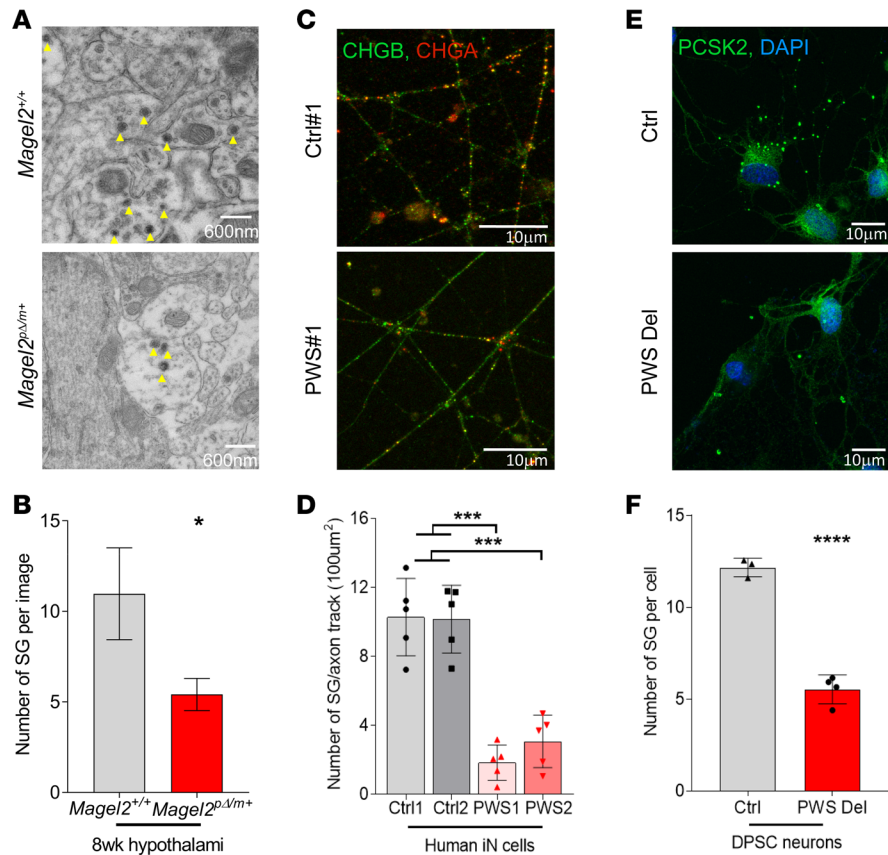 A
Magel2+/+
600nm
Magel2pΔ/m+
600nm
B
Number of SG per image
15
10
5
0
*
Magel2+/+ Magel2pΔ/m+
8wk hypothalami
C
CHGB, CHGA
Ctrl#1
10µm
PWS#1
10µm
D
Number of SG/axon track (100um²)
16
12
8
4
0
***
***
Ctrl1 Ctrl2 PWS1 PWS2
Human iN cells
E
PCSK2, DAPI
Ctrl
10µm
PWS Del
10µm
F
Number of SG per cell
15
10
5
0
****
Ctrl PWS Del
DPSC neurons